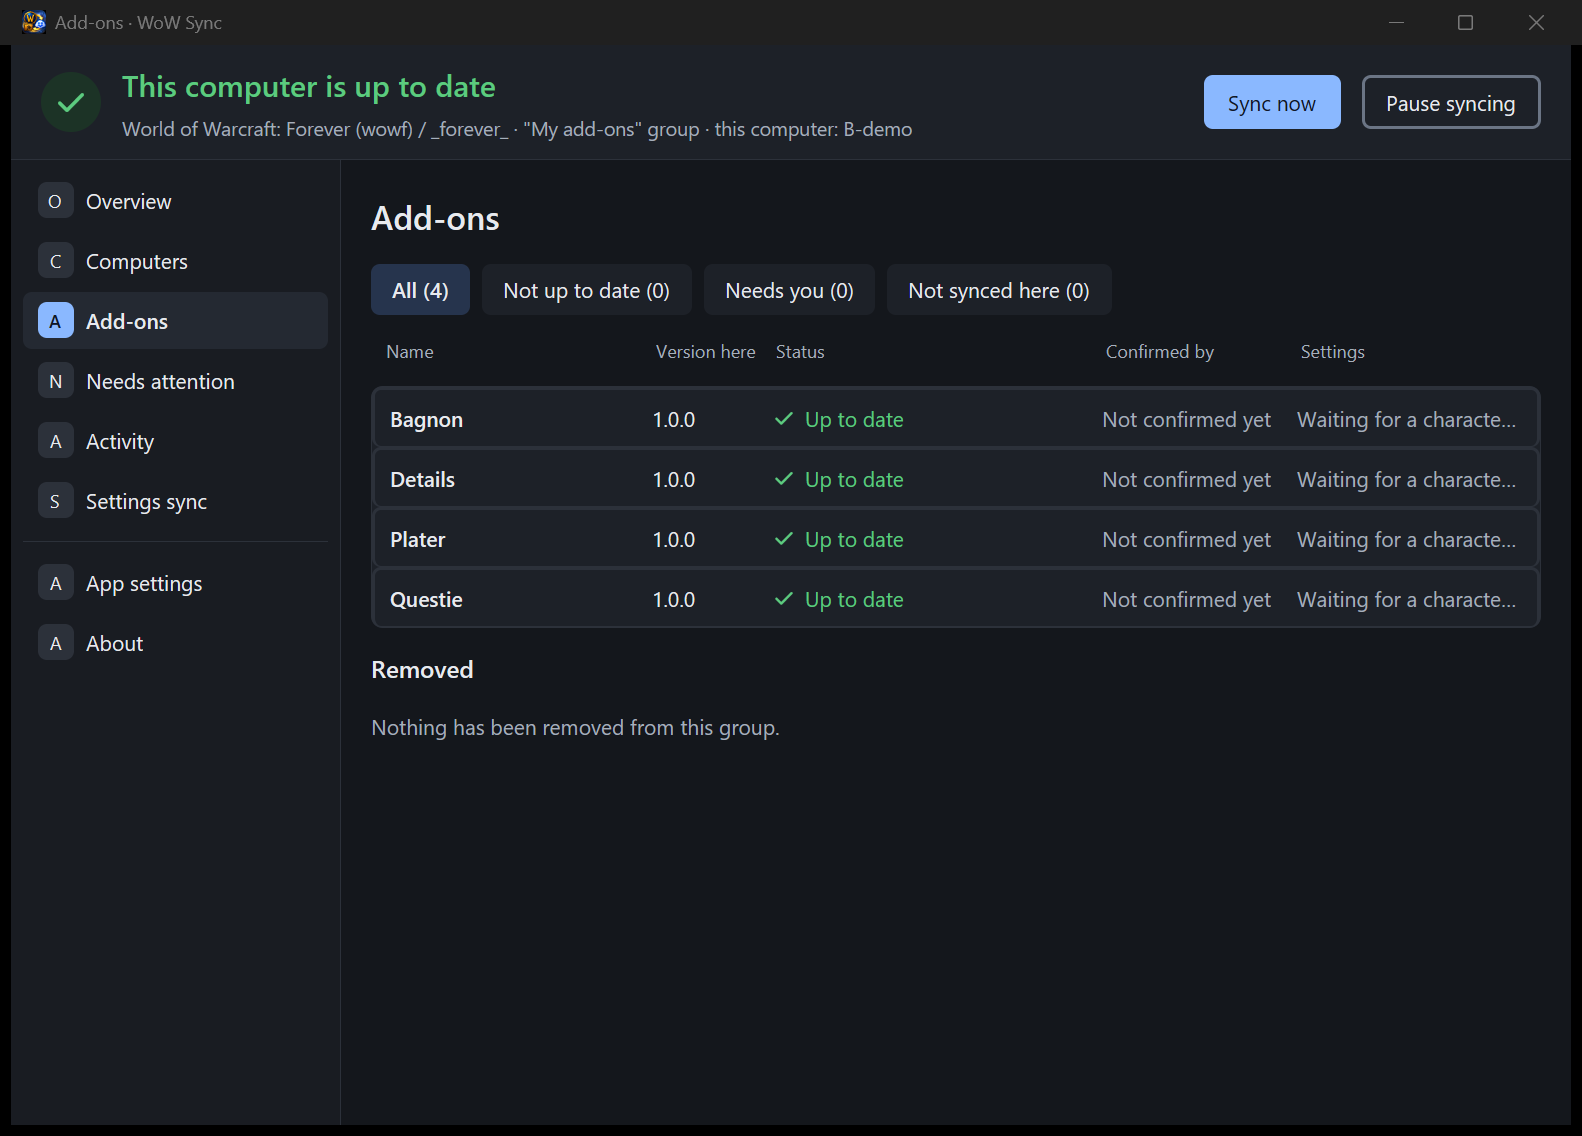 Add-ons · WoW Sync
This computer is up to date
World of Warcraft: Forever (wowf) / _forever_ · "My add-ons" group · this computer: B-demo
Sync now
Pause syncing
O Overview
C Computers
A Add-ons
N Needs attention
A Activity
S Settings sync
A App settings
A About
Add-ons
All (4) Not up to date (0) Needs you (0) Not synced here (0)
Name Version here Status Confirmed by Settings
Bagnon 1.0.0 Up to date Not confirmed yet Waiting for a characte...
Details 1.0.0 Up to date Not confirmed yet Waiting for a characte...
Plater 1.0.0 Up to date Not confirmed yet Waiting for a characte...
Questie 1.0.0 Up to date Not confirmed yet Waiting for a characte...
Removed
Nothing has been removed from this group.